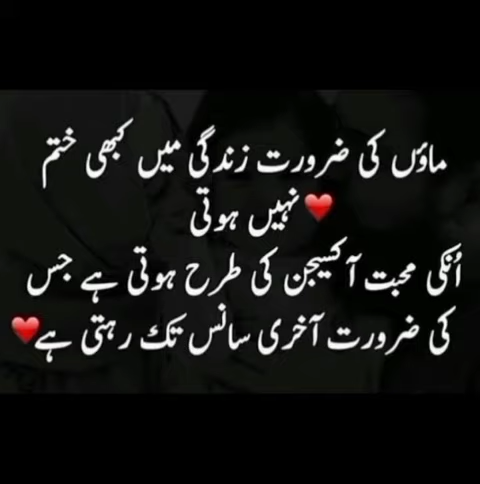 ماؤں کی ضرورت زندگی میں کبھی ختم
نہیں ہوتی❤️
اُنکی محبت آکسیجن کی طرح ہوتی ہے جس
کی ضرورت آخری سانس تک رہتی ہے❤️